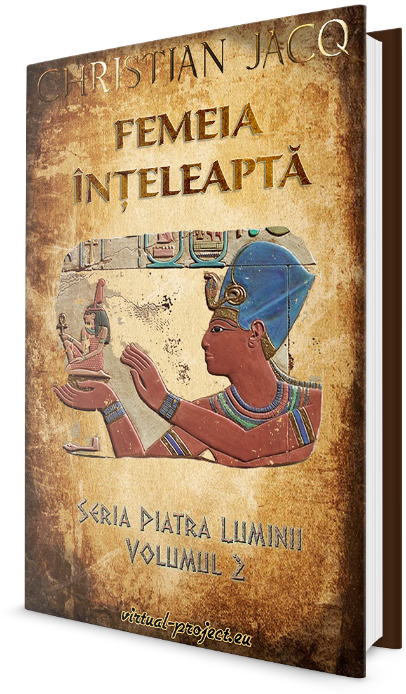 CHRISTIAN JACQ
FEMEIA
ÎNȚELEAPTĂ
SERIA PIATRA LUMINII
VOLUMUL 2
virtual-project.eu